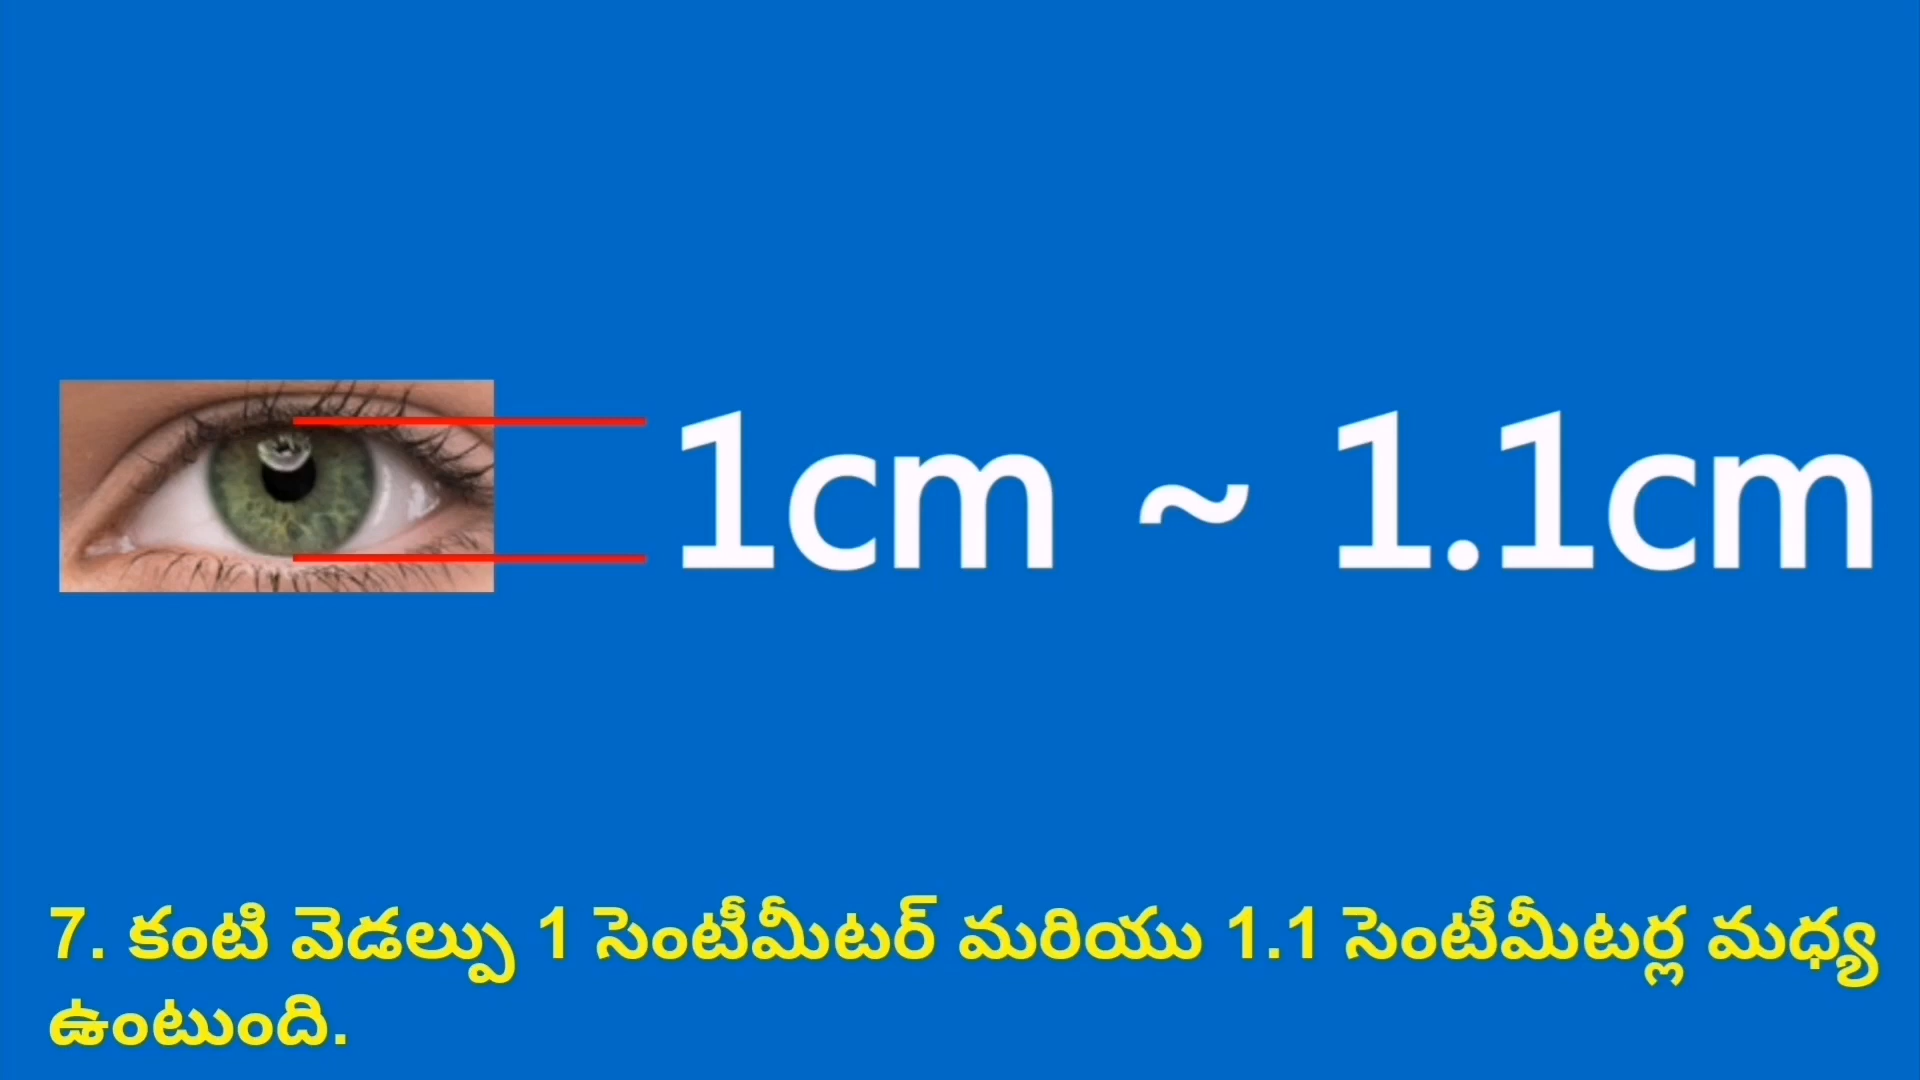 1cm ~ 1.1cm
7. కంటి వెడల్పు 1 సెంటీమీటర్ మరియు 1.1 సెంటీమీటర్ల మధ్య
ఉంటుంది.